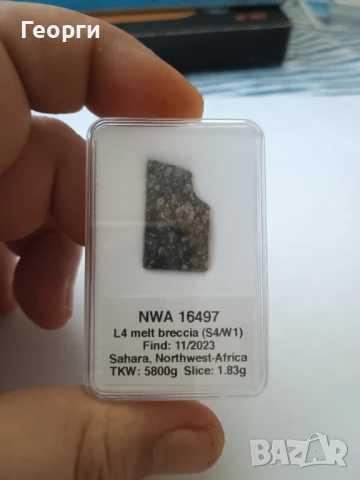 Георги
NWA 16497
L4 melt breccia (S4/W1)
Find: 11/2023
Sahara, Northwest-Africa
TKW: 5800g Slice: 1.83g
BAZAR